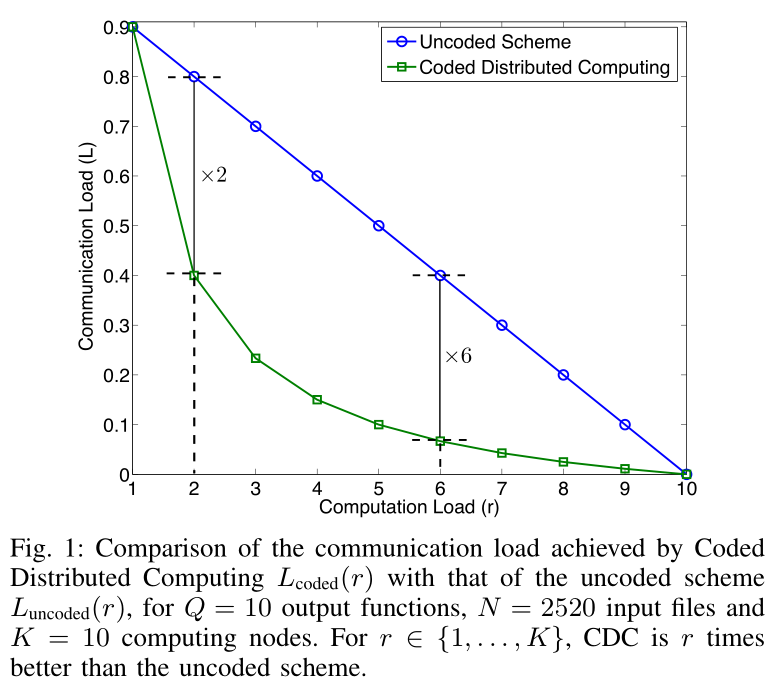 0.9
0.8
0.7
0.6
0.5
0.4
0.3
0.2
0.1
0
Communication Load (L)
Uncoded Scheme
Coded Distributed Computing
×2
×6
1 2 3 4 5 6 7 8 9 10
Computation Load (r)
Fig. 1: Comparison of the communication load achieved by Coded
Distributed Computing L_coded(r) with that of the uncoded scheme
L_uncoded(r), for Q = 10 output functions, N = 2520 input files and
K = 10 computing nodes. For r ∈ {1, . . . , K}, CDC is r times
better than the uncoded scheme.